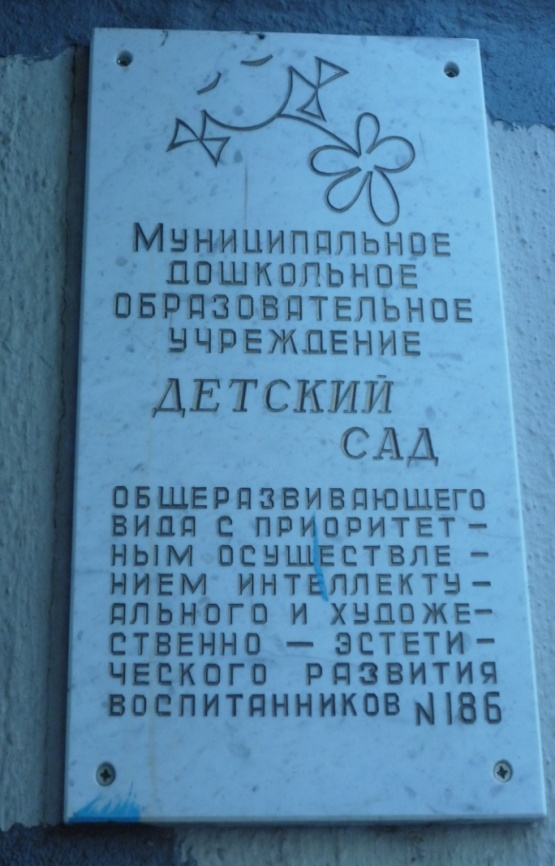 Муниципальное
дошкольное
образовательное
учреждение
ДЕТСКИЙ
САД
общеразвивающего
вида с приоритет-
ным осуществле-
нием интеллекту-
ального и художе-
ственно - эстети-
ческого развития
воспитанников N186